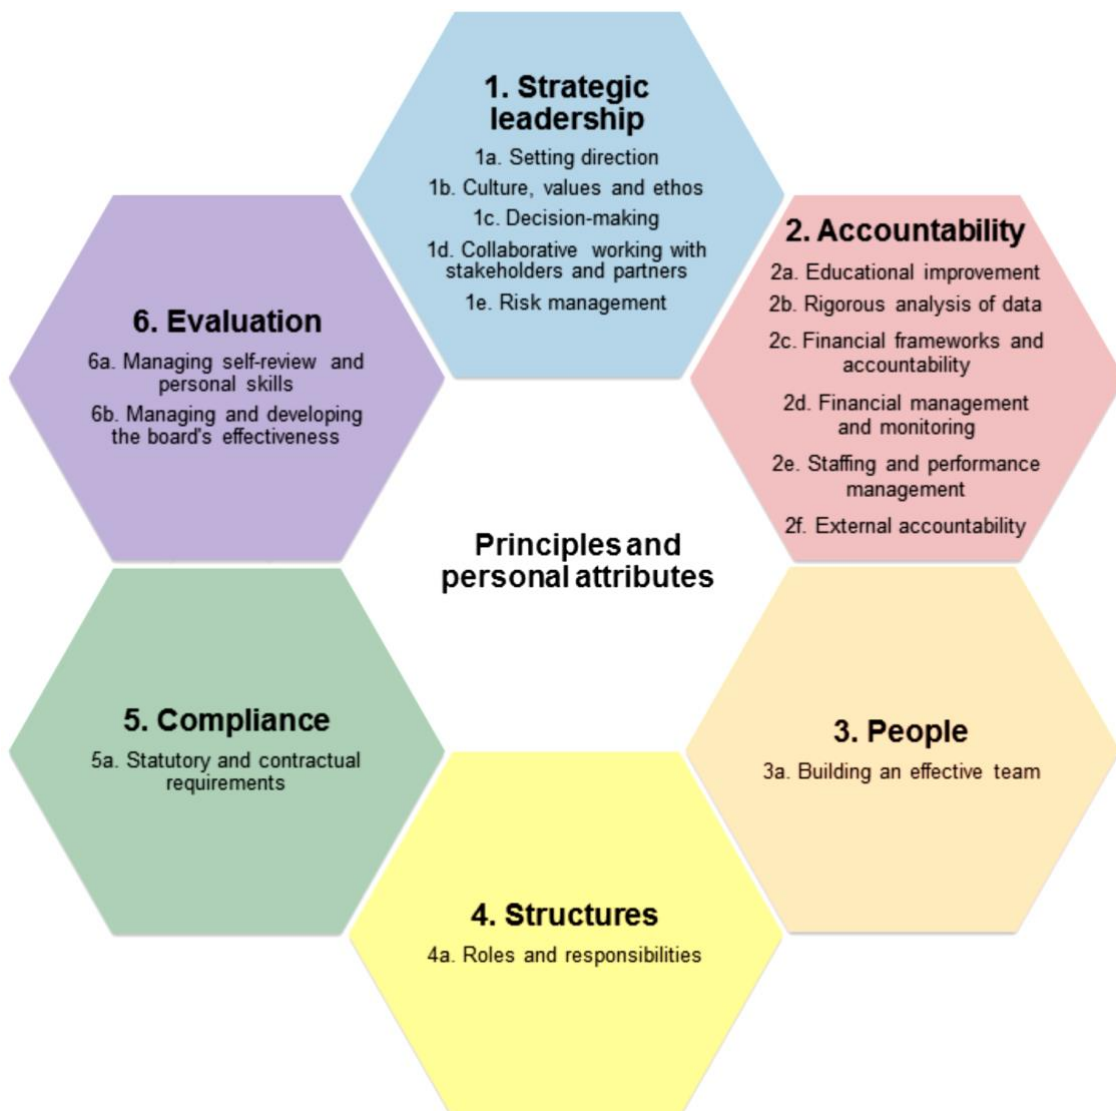 1. Strategic
leadership
1a. Setting direction
1b. Culture, values and ethos
1c. Decision-making
1d. Collaborative working with
stakeholders and partners
1e. Risk management
2. Accountability
2a. Educational improvement
2b. Rigorous analysis of data
2c. Financial frameworks and
accountability
2d. Financial management
and monitoring
2e. Staffing and performance
management
2f. External accountability
3. People
3a. Building an effective team
4. Structures
4a. Roles and responsibilities
5. Compliance
5a. Statutory and contractual
requirements
6. Evaluation
6a. Managing self-review and
personal skills
6b. Managing and developing
the board's effectiveness
Principles and
personal attributes